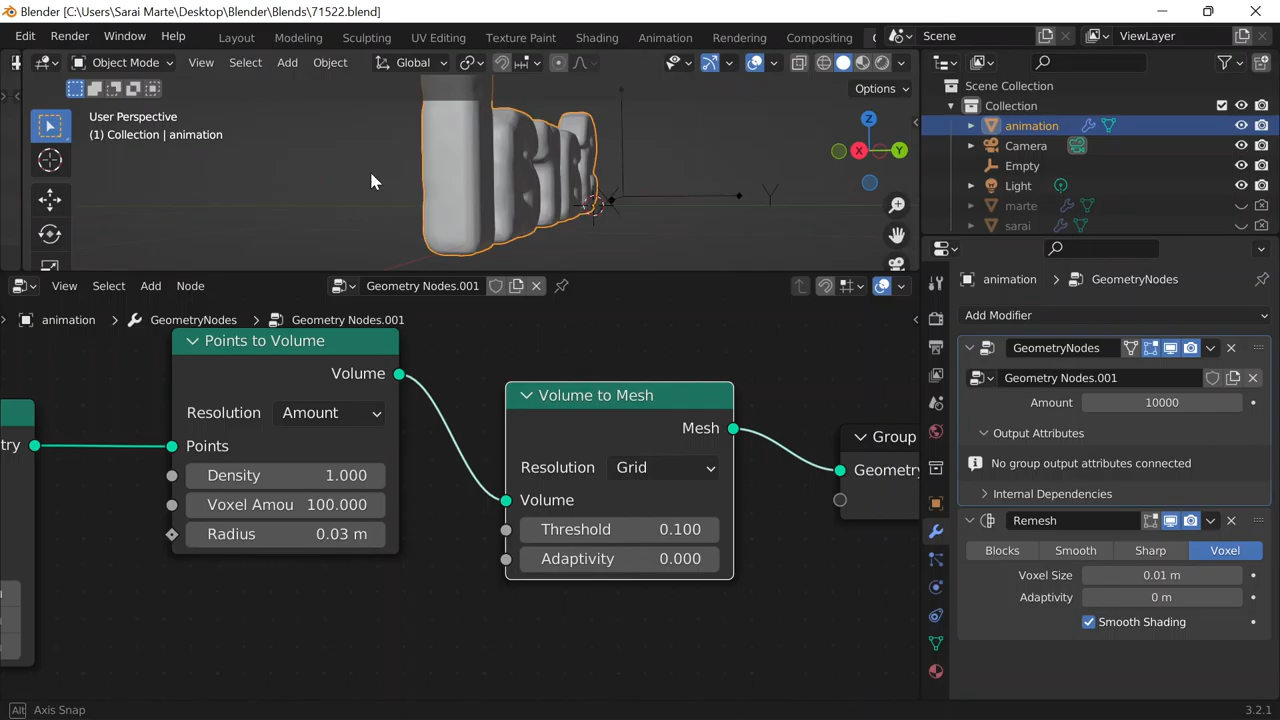 Blender [C:\Users\Sarai Marte\Desktop\Blender\Blends\71522.blend]
Edit Render Window Help Layout Modeling Sculpting UV Editing Texture Paint Shading Animation Rendering Compositing Scene ViewLayer
Object Mode View Select Add Object Global
Options
User Perspective
(1) Collection | animation
Z
X
Y
Y
Scene Collection
Collection
animation
Camera
Empty
Light
marte
sarai
View Select Add Node Geometry Nodes.001
animation > GeometryNodes > Geometry Nodes.001
Points to Volume
Volume
Resolution Amount
Points
Density 1.000
Voxel Amou 100.000
Radius 0.03 m
try
Volume to Mesh
Mesh
Resolution Grid
Volume
Threshold 0.100
Adaptivity 0.000
Group
Geometry
animation > GeometryNodes
Add Modifier
GeometryNodes
Geometry Nodes.001
Amount 10000
Output Attributes
No group output attributes connected
Internal Dependencies
Remesh
Blocks Smooth Sharp Voxel
Voxel Size 0.01 m
Adaptivity 0 m
Smooth Shading
Alt Axis Snap
3.2.1